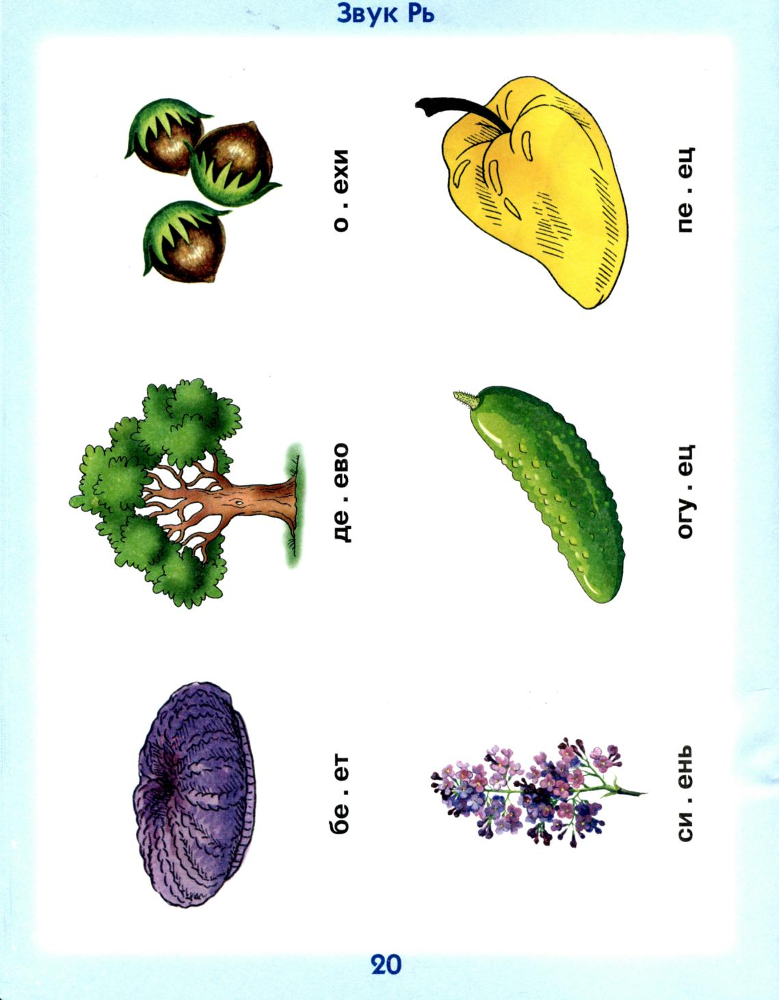 Звук Рь
бе . ет
де . ево
о . ехи
си . ень
огу . ец
пе . ец
20